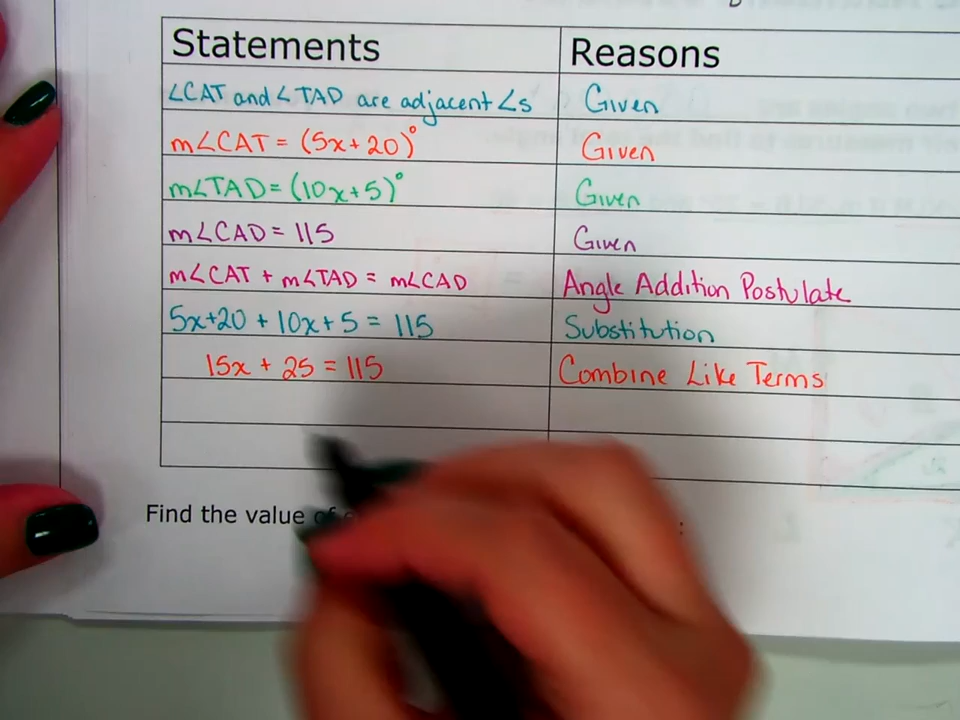 Statements Reasons
∠CAT and ∠TAD are adjacent ∠s Given
m∠CAT = (5x+20)° Given
m∠TAD = (10x+5)° Given
m∠CAD = 115 Given
m∠CAT + m∠TAD = m∠CAD Angle Addition Postulate
5x+20 + 10x+5 = 115 Substitution
15x + 25 = 115 Combine Like Terms
Find the value of